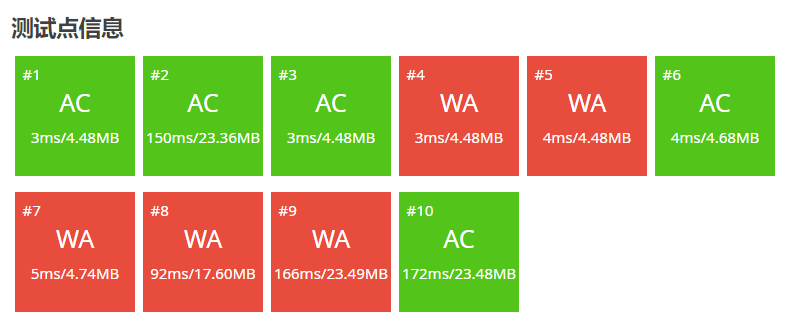 测试点信息
#1
AC
3ms/4.48MB
#2
AC
150ms/23.36MB
#3
AC
3ms/4.48MB
#4
WA
3ms/4.48MB
#5
WA
4ms/4.48MB
#6
AC
4ms/4.68MB
#7
WA
5ms/4.74MB
#8
WA
92ms/17.60MB
#9
WA
166ms/23.49MB
#10
AC
172ms/23.48MB